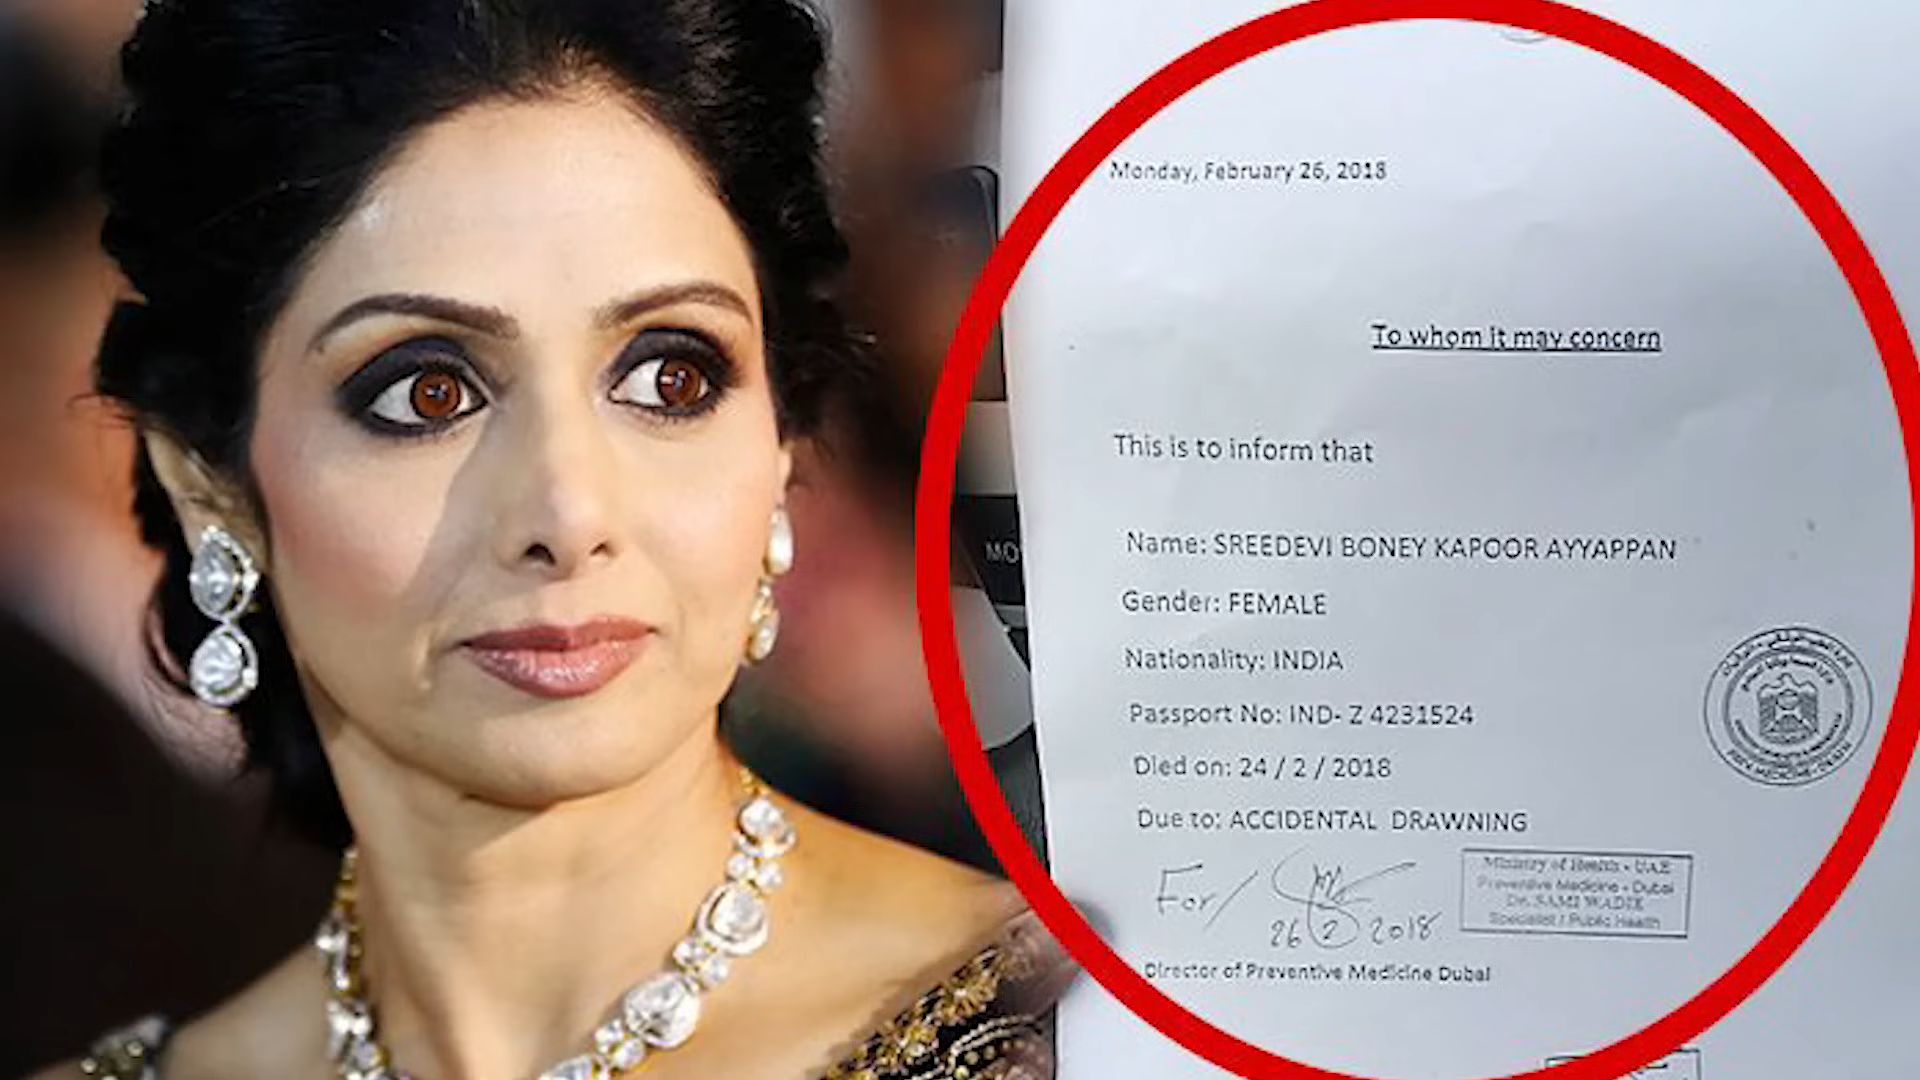 Monday, February 26, 2018
To whom it may concern
This is to inform that
MO
Name: SREEDEVI BONEY KAPOOR AYYAPPAN
Gender: FEMALE
Nationality: INDIA
Passport No: IND- Z 4231524
Died on: 24 / 2 / 2018
Due to: ACCIDENTAL DRAWNING
For/
26 2 2018
Ministry of Health - UAE
Preventive Medicine - Dubai
Dr. SAMI WADIE
Specialist / Public Health
Director of Preventive Medicine Dubai